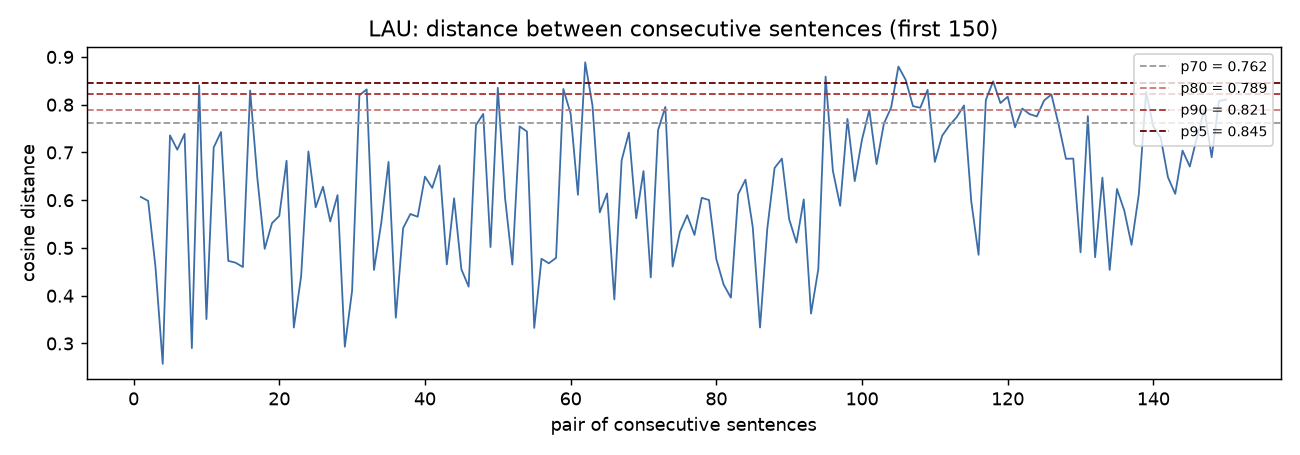 LAU: distance between consecutive sentences (first 150)
cosine distance
0.9
0.8
0.7
0.6
0.5
0.4
0.3
p70 = 0.762
p80 = 0.789
p90 = 0.821
p95 = 0.845
0 20 40 60 80 100 120 140
pair of consecutive sentences